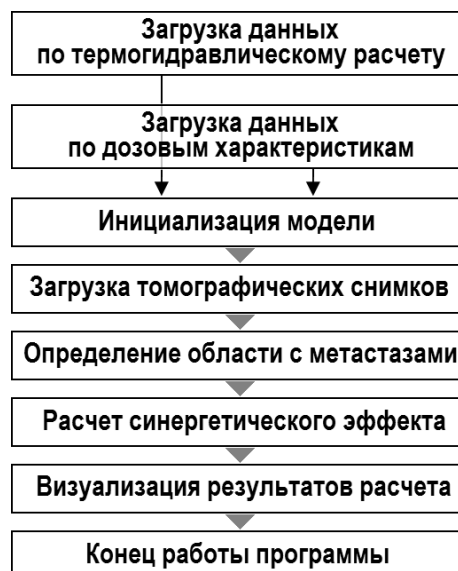 Загрузка данных
по термогидравлическому расчету
Загрузка данных
по дозовым характеристикам
Инициализация модели
Загрузка томографических снимков
Определение области с метастазами
Расчет синергетического эффекта
Визуализация результатов расчета
Конец работы программы